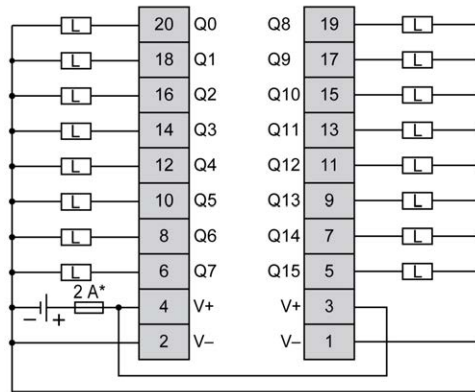 L 20 Q0 Q8 19 L
L 18 Q1 Q9 17 L
L 16 Q2 Q10 15 L
L 14 Q3 Q11 13 L
L 12 Q4 Q12 11 L
L 10 Q5 Q13 9 L
L 8 Q6 Q14 7 L
L 6 Q7 Q15 5 L
2 A*
− + 4 V+ V+ 3
2 V− V− 1